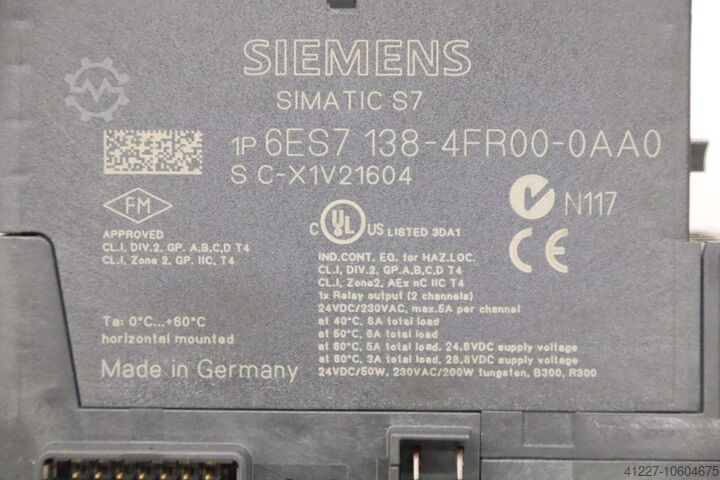 SIEMENS
SIMATIC S7
1P 6ES7 138-4FR00-0AA0
S C-X1V21604
FM
APPROVED
CL.I, DIV.2, GP. A,B,C,D T4
CL.I, Zone 2, GP. IIC, T4
C UL US LISTED 3DA1
N117
CE
IND.CONT. EQ. for HAZ.LOC.
CL.I, DIV.2, GP.A,B,C,D T4
CL.I, Zone2, AEx nC IIC T4
1x Relay output (2 channels)
24VDC/230VAC, max.5A per channel
at 40°C, 8A total load
at 50°C, 6A total load
at 60°C, 5A total load, 24.8VDC supply voltage
at 60°C, 3A total load, 28.8VDC supply voltage
24VDC/50W, 230VAC/200W tungsten, B300, R300
Ta: 0°C...+60°C
horizontal mounted
Made in Germany
41227-10604675